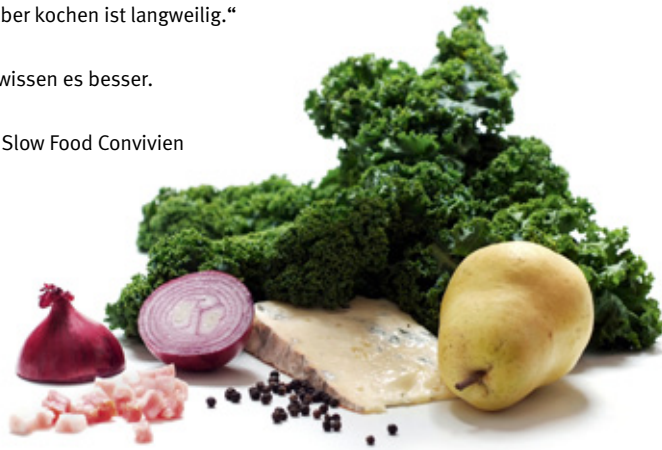 ber kochen ist langweilig.“
wissen es besser.
Slow Food Convivien